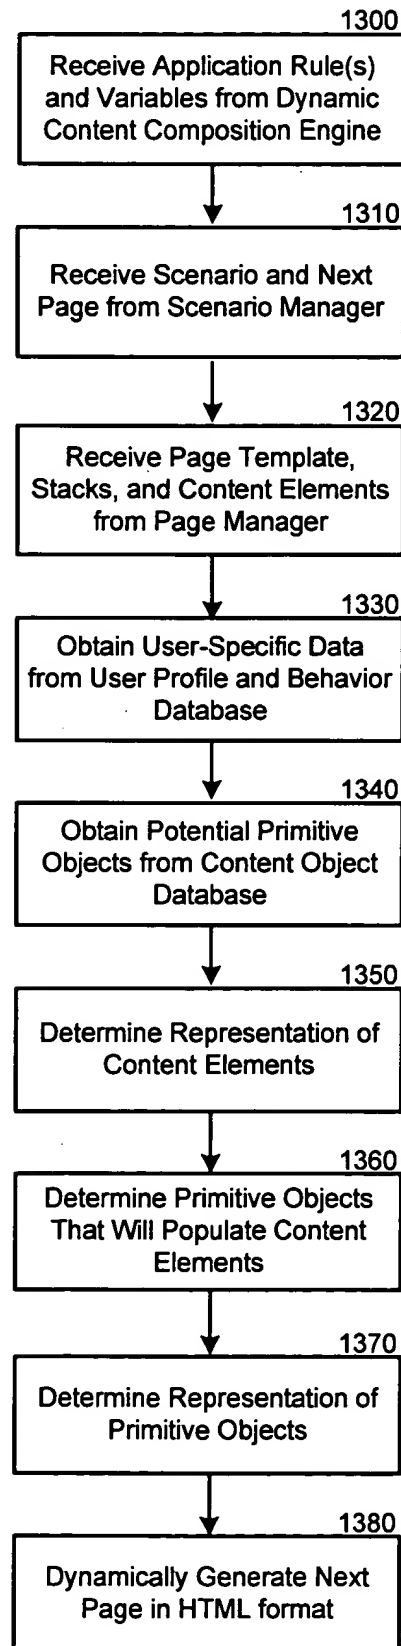 1300
Receive Application Rule(s)
and Variables from Dynamic
Content Composition Engine
1310
Receive Scenario and Next
Page from Scenario Manager
1320
Receive Page Template,
Stacks, and Content Elements
from Page Manager
1330
Obtain User-Specific Data
from User Profile and Behavior
Database
1340
Obtain Potential Primitive
Objects from Content Object
Database
1350
Determine Representation of
Content Elements
1360
Determine Primitive Objects
That Will Populate Content
Elements
1370
Determine Representation of
Primitive Objects
1380
Dynamically Generate Next
Page in HTML format